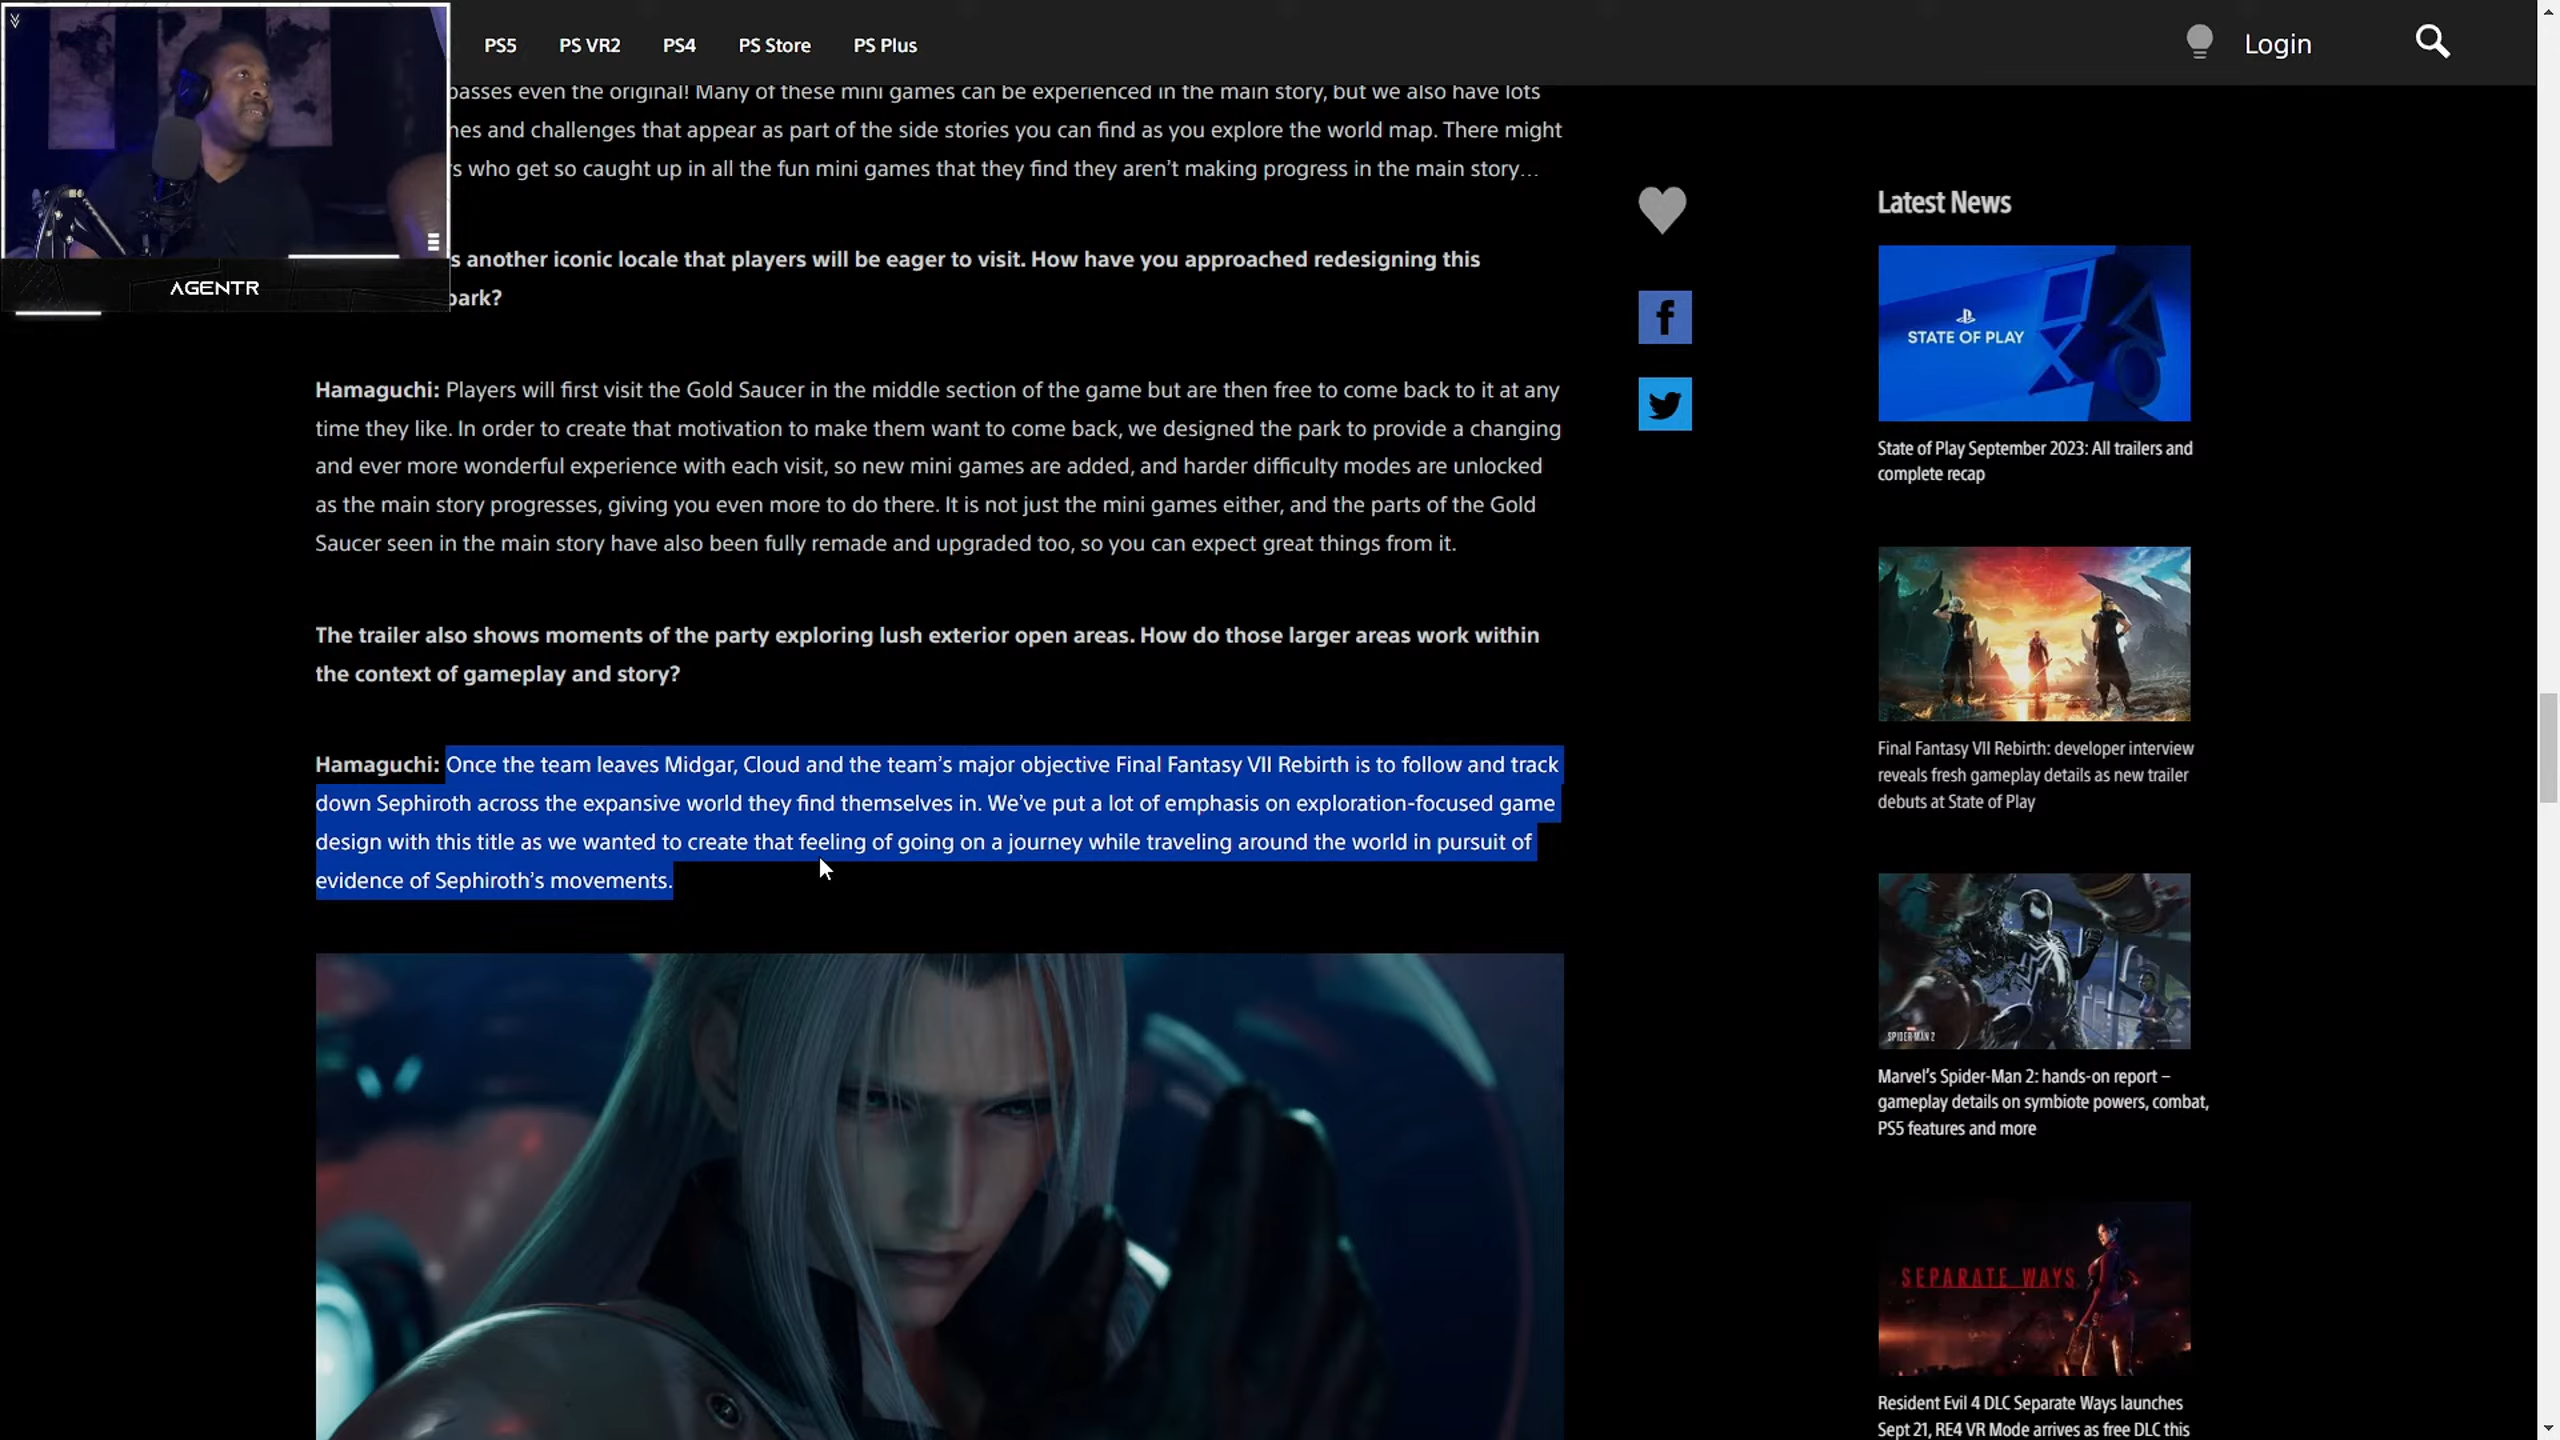 PS5 PS VR2 PS4 PS Store PS Plus Login
passes even the original! Many of these mini games can be experienced in the main story, but we also have lots
and challenges that appear as part of the side stories you can find as you explore the world map. There might
who get so caught up in all the fun mini games that they find they aren't making progress in the main story…
another iconic locale that players will be eager to visit. How have you approached redesigning this
park?
AGENTR
Hamaguchi: Players will first visit the Gold Saucer in the middle section of the game but are then free to come back to it at any
time they like. In order to create that motivation to make them want to come back, we designed the park to provide a changing
and ever more wonderful experience with each visit, so new mini games are added, and harder difficulty modes are unlocked
as the main story progresses, giving you even more to do there. It is not just the mini games either, and the parts of the Gold
Saucer seen in the main story have also been fully remade and upgraded too, so you can expect great things from it.
The trailer also shows moments of the party exploring lush exterior open areas. How do those larger areas work within
the context of gameplay and story?
Hamaguchi: Once the team leaves Midgar, Cloud and the team's major objective Final Fantasy VII Rebirth is to follow and track
down Sephiroth across the expansive world they find themselves in. We've put a lot of emphasis on exploration-focused game
design with this title as we wanted to create that feeling of going on a journey while traveling around the world in pursuit of
evidence of Sephiroth's movements.
Latest News
STATE OF PLAY
State of Play September 2023: All trailers and
complete recap
Final Fantasy VII Rebirth: developer interview
reveals fresh gameplay details as new trailer
debuts at State of Play
SPIDER-MAN 2
Marvel's Spider-Man 2: hands-on report –
gameplay details on symbiote powers, combat,
PS5 features and more
SEPARATE WAYS
Resident Evil 4 DLC Separate Ways launches
Sept 21, RE4 VR Mode arrives as free DLC this